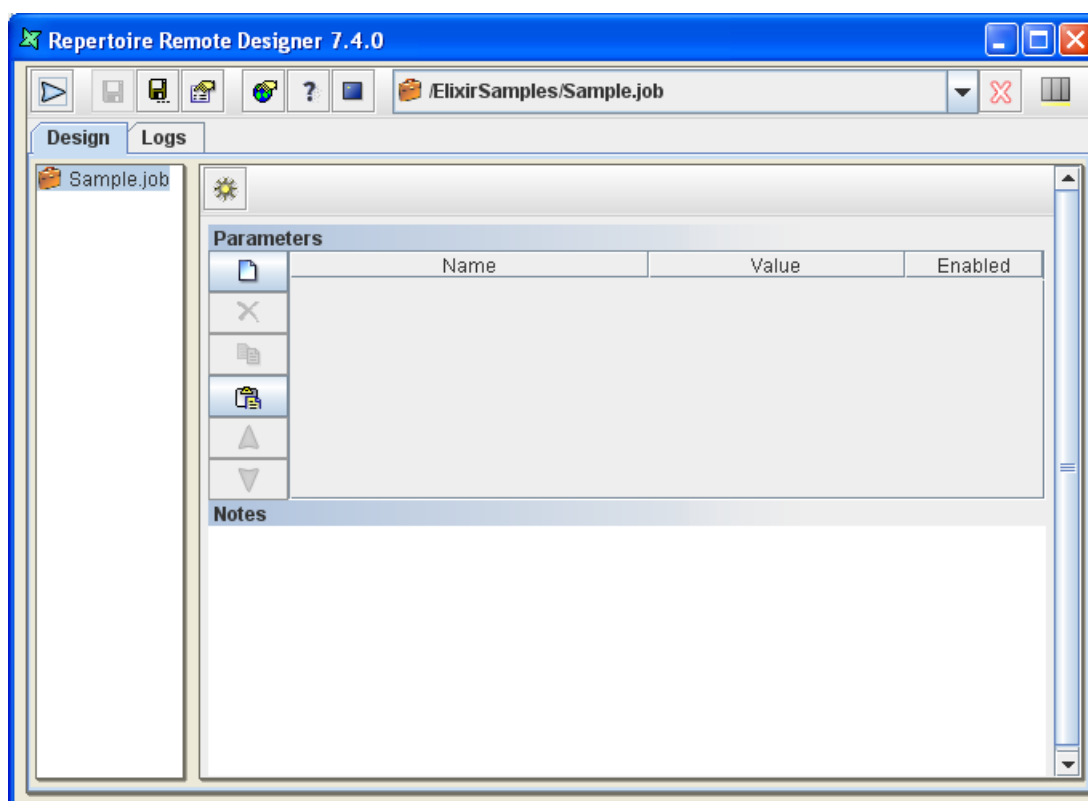 Repertoire Remote Designer 7.4.0
? /ElixirSamples/Sample.job
Design Logs
Sample.job
Parameters
Name Value Enabled
Notes